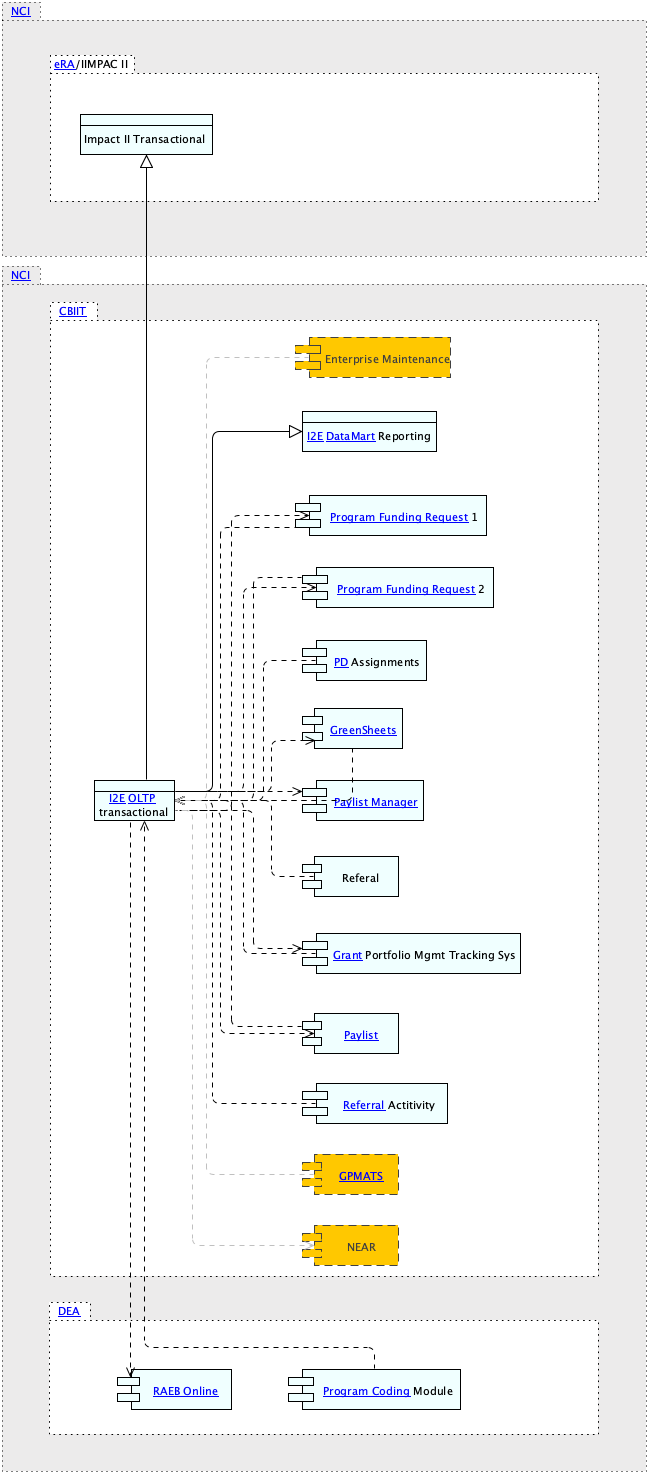 NCI
eRA/IIMPAC II
Impact II Transactional
NCI
CBIIT
Enterprise Maintenance
I2E DataMart Reporting
Program Funding Request 1
Program Funding Request 2
PD Assignments
GreenSheets
I2E OLTP
transactional
Paylist Manager
Referal
Grant Portfolio Mgmt Tracking Sys
Paylist
Referral Actitivity
GPMATS
NEAR
DEA
RAEB Online
Program Coding Module